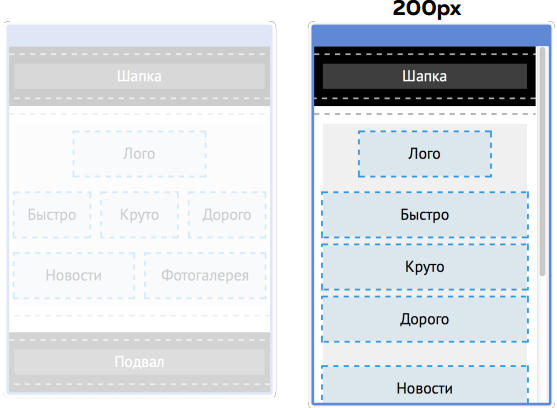 200px
Шапка
Лого
Быстро Круто Дорого
Новости Фотогалерея
Подвал
Шапка
Лого
Быстро
Круто
Дорого
Новости